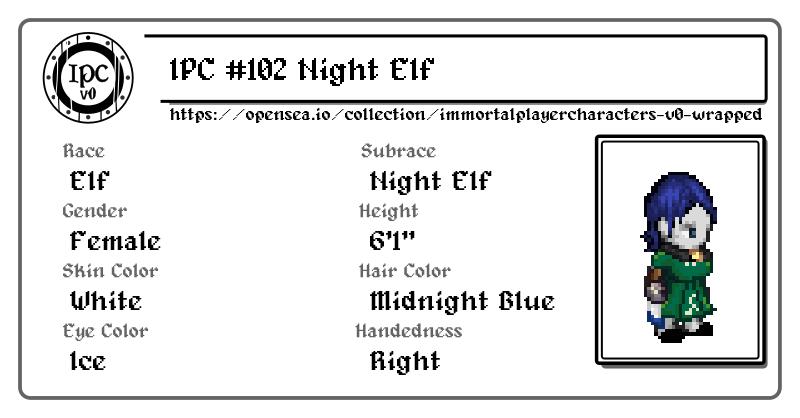 IPC v0
IPC #102 Night Elf
https://opensea.io/collection/immortalplayercharacters-v0-wrapped
Race
Elf
Subrace
Night Elf
Gender
Female
Height
6'1"
Skin Color
White
Hair Color
Midnight Blue
Eye Color
Ice
Handedness
Right